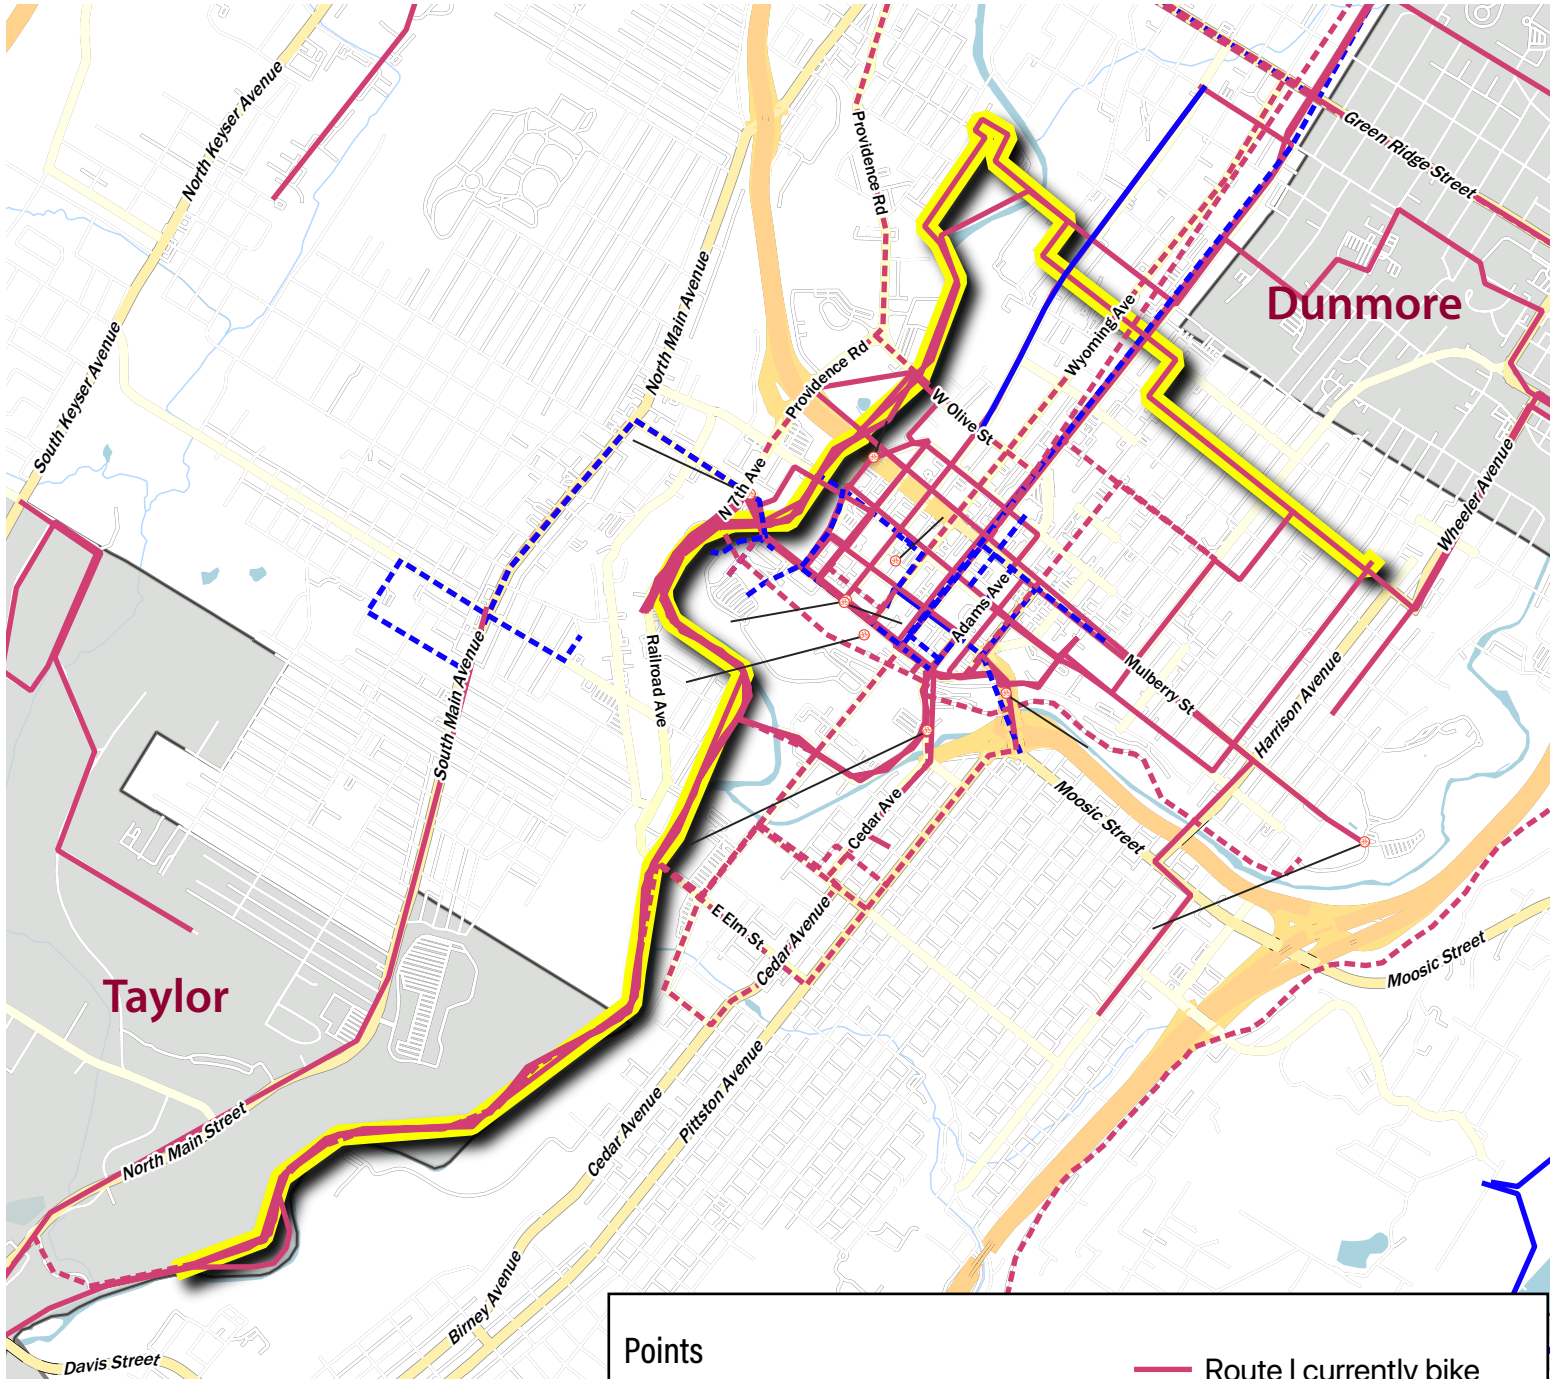 North Keyser Avenue
Providence Rd
Green Ridge Street
North Main Avenue
Dunmore
South Keyser Avenue
Wyoming Ave
Providence Rd
W Olive St
N 7th Ave
Wheeler Avenue
Adams Ave
South Main Avenue
Railroad Ave
Mulberry St
Harrison Avenue
Cedar Ave
Moosic Street
E Elm St
Cedar Avenue
Moosic Street
Taylor
Pittston Avenue
Cedar Avenue
North Main Street
Birney Avenue
Davis Street
Points
Route I currently bike